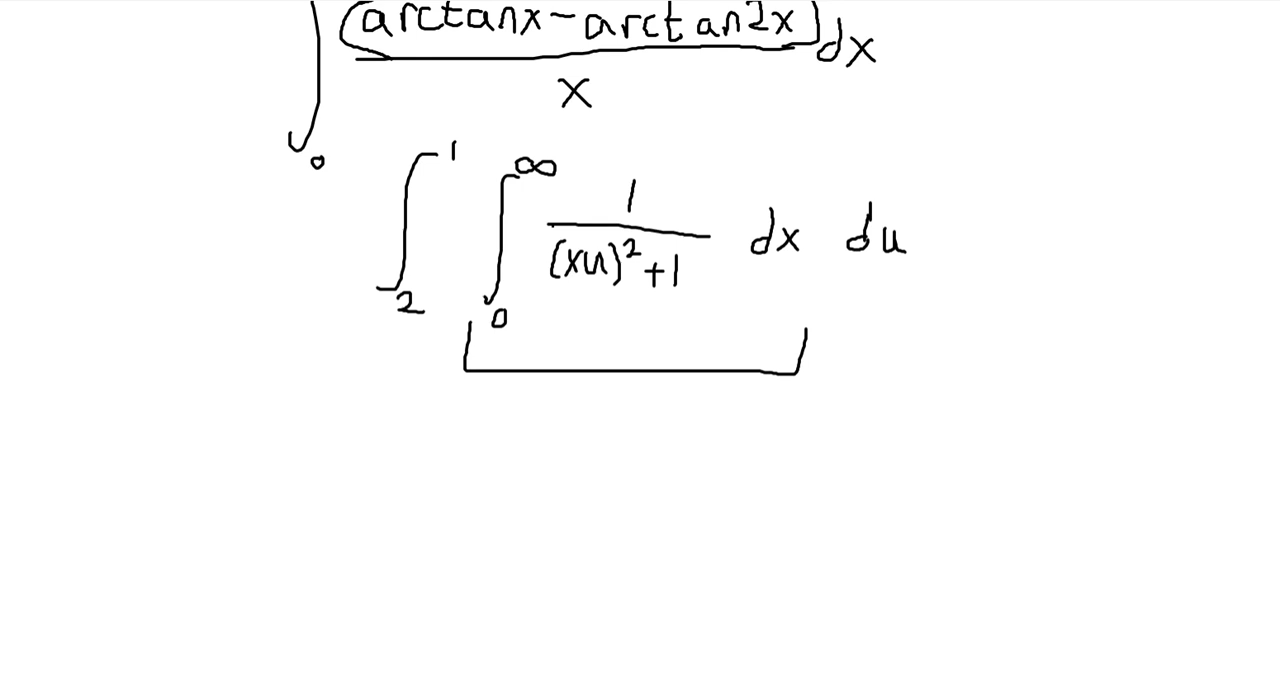 ∫₀ (arctanx-arctan2x)/x dx
∫₂¹ ∫₀^∞ 1/((xu)²+1) dx du